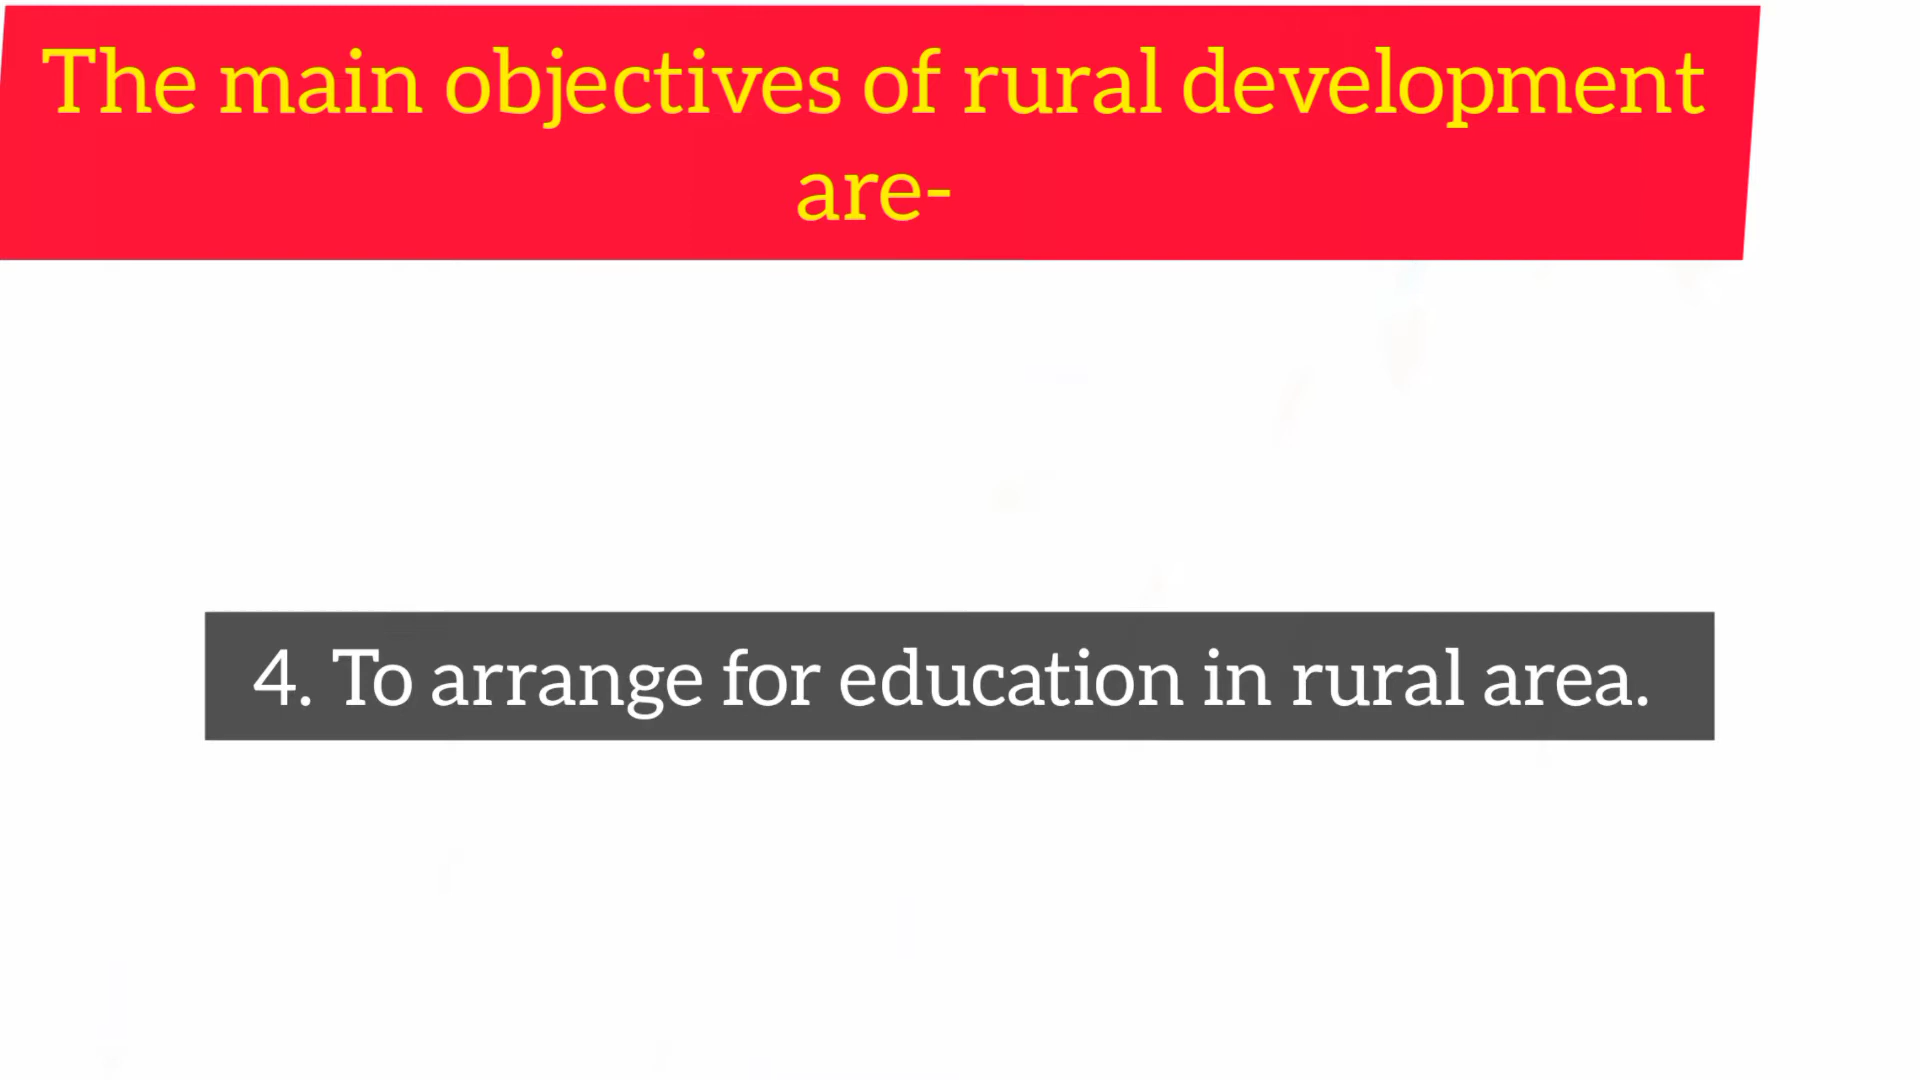 The main objectives of rural development
are-
4. To arrange for education in rural area.